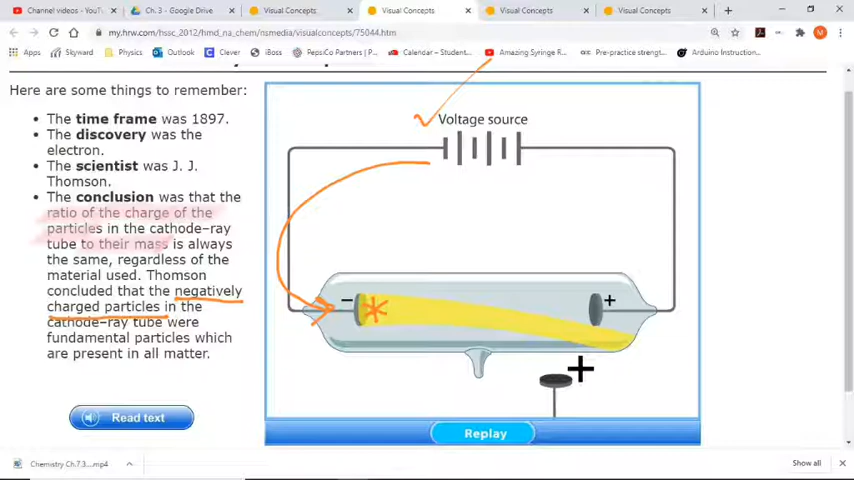 Channel videos - YouTub
Ch. 3 - Google Drive
Visual Concepts
Visual Concepts
Visual Concepts
Visual Concepts
my.hrw.com/hssc_2012/hmd_na_chem/nsmedia/visualconcepts/75044.htm
Apps
Skyward
Physics
Outlook
Clever
iBoss
PepsiCo Partners | P...
Calendar – Student...
Amazing Syringe R...
Pre-practice strengt...
Arduino Instruction...
Here are some things to remember:
• The time frame was 1897.
• The discovery was the
electron.
• The scientist was J. J.
Thomson.
• The conclusion was that the
ratio of the charge of the
particles in the cathode–ray
tube to their mass is always
the same, regardless of the
material used. Thomson
concluded that the negatively
charged particles in the
cathode–ray tube were
fundamental particles which
are present in all matter.
Read text
Voltage source
−
+
+
Replay
Chemistry Ch.7.3....mp4
Show all